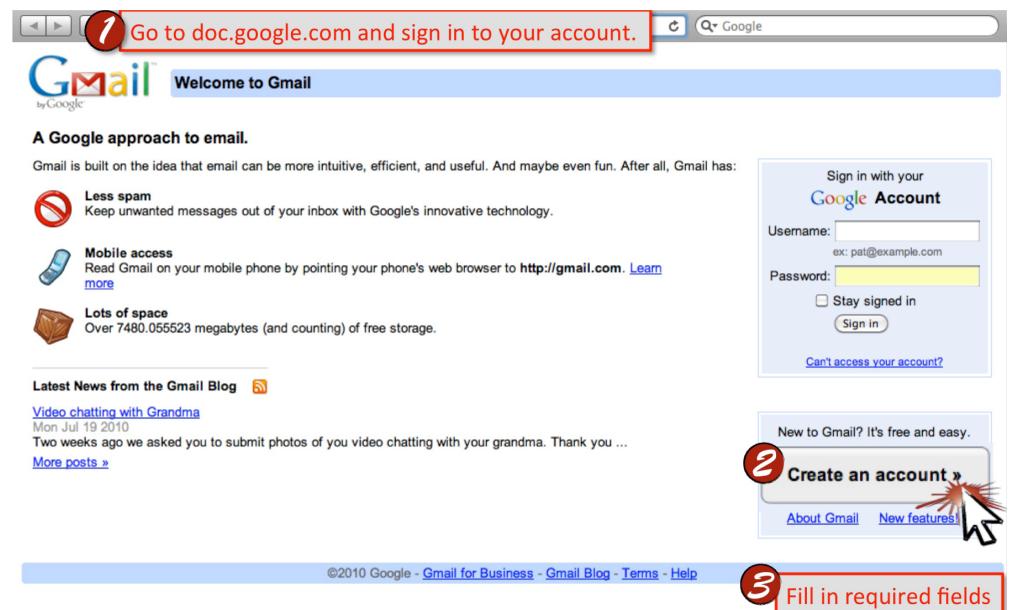 1 Go to doc.google.com and sign in to your account.
Google
Gmail
by Google
Welcome to Gmail
A Google approach to email.
Gmail is built on the idea that email can be more intuitive, efficient, and useful. And maybe even fun. After all, Gmail has:
Less spam
Keep unwanted messages out of your inbox with Google's innovative technology.
Mobile access
Read Gmail on your mobile phone by pointing your phone's web browser to http://gmail.com. Learn
more
Lots of space
Over 7480.055523 megabytes (and counting) of free storage.
Latest News from the Gmail Blog
Video chatting with Grandma
Mon Jul 19 2010
Two weeks ago we asked you to submit photos of you video chatting with your grandma. Thank you ...
More posts »
Sign in with your
Google Account
Username:
ex: pat@example.com
Password:
Stay signed in
Sign in
Can't access your account?
New to Gmail? It's free and easy.
2 Create an account »
About Gmail New features!
©2010 Google - Gmail for Business - Gmail Blog - Terms - Help
3 Fill in required fields